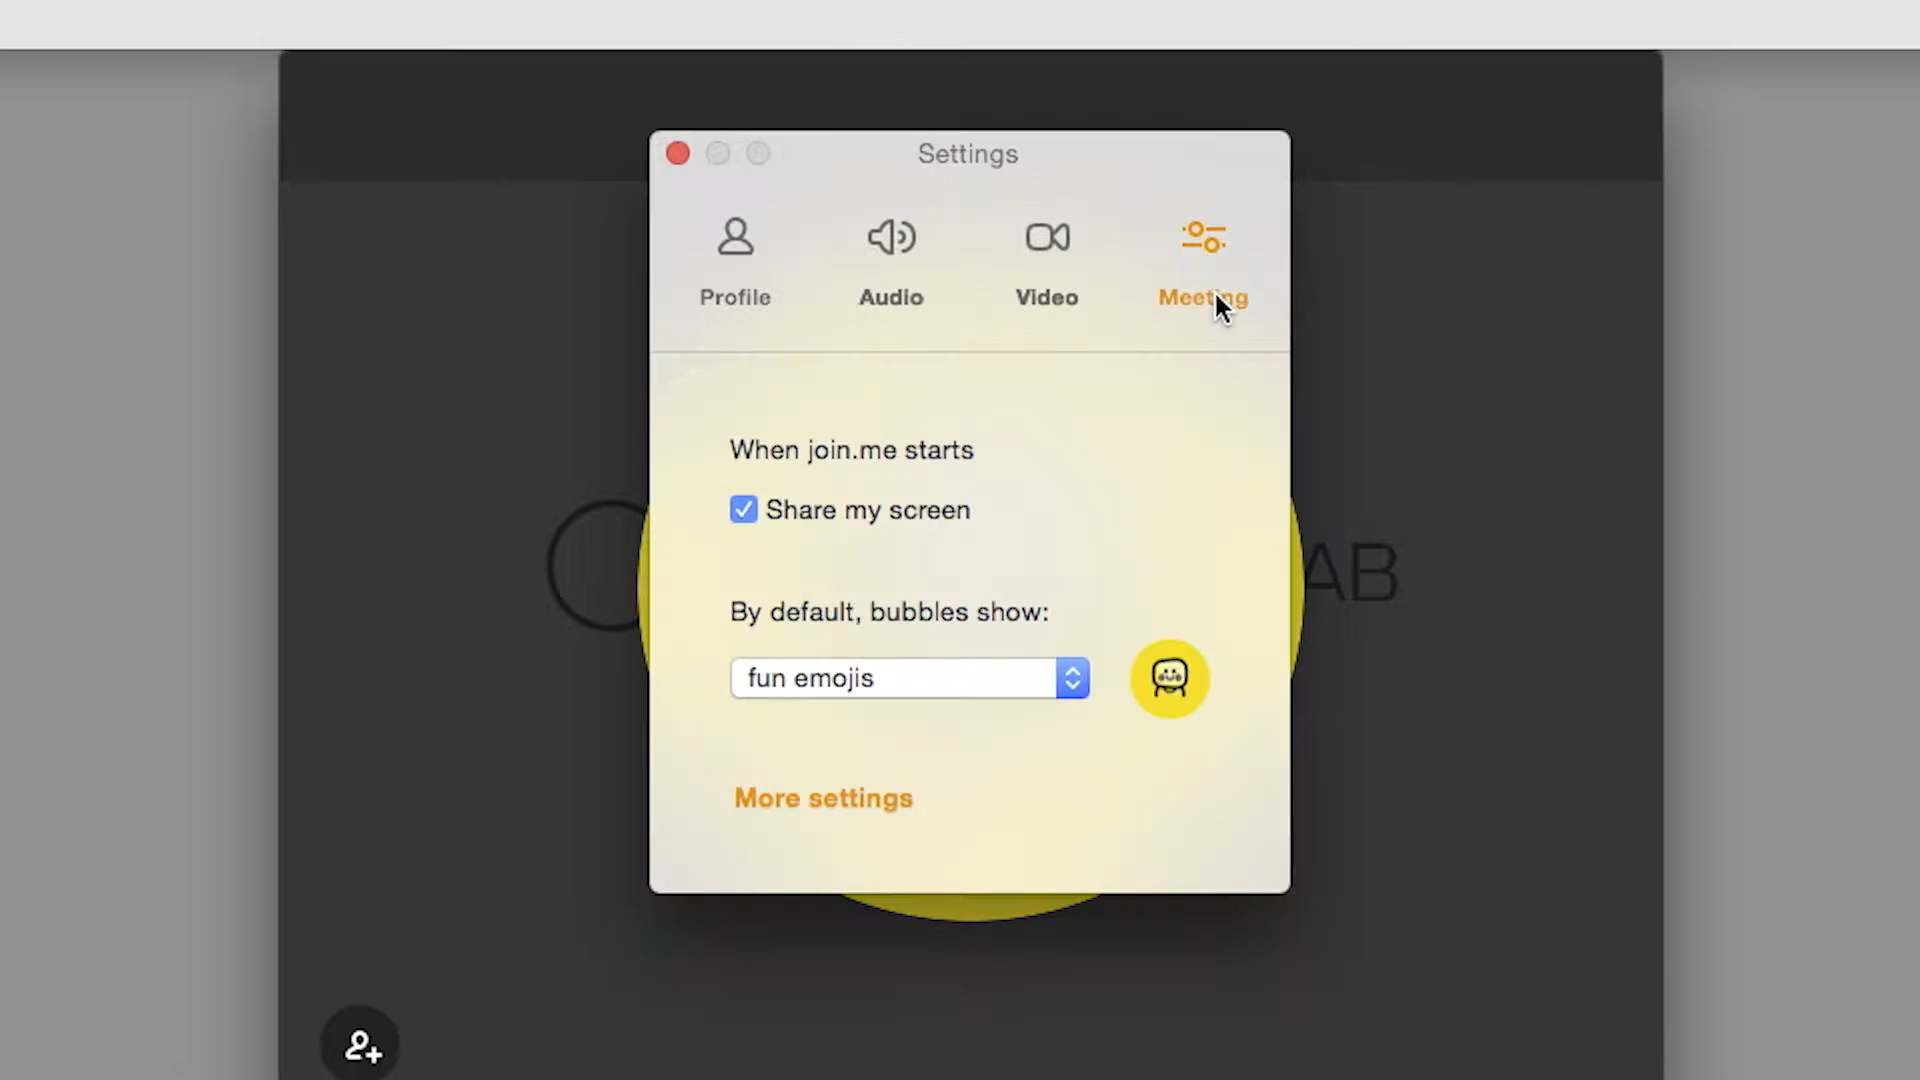 Settings
Profile Audio Video Meeting
When join.me starts
Share my screen
By default, bubbles show:
fun emojis
AB
More settings